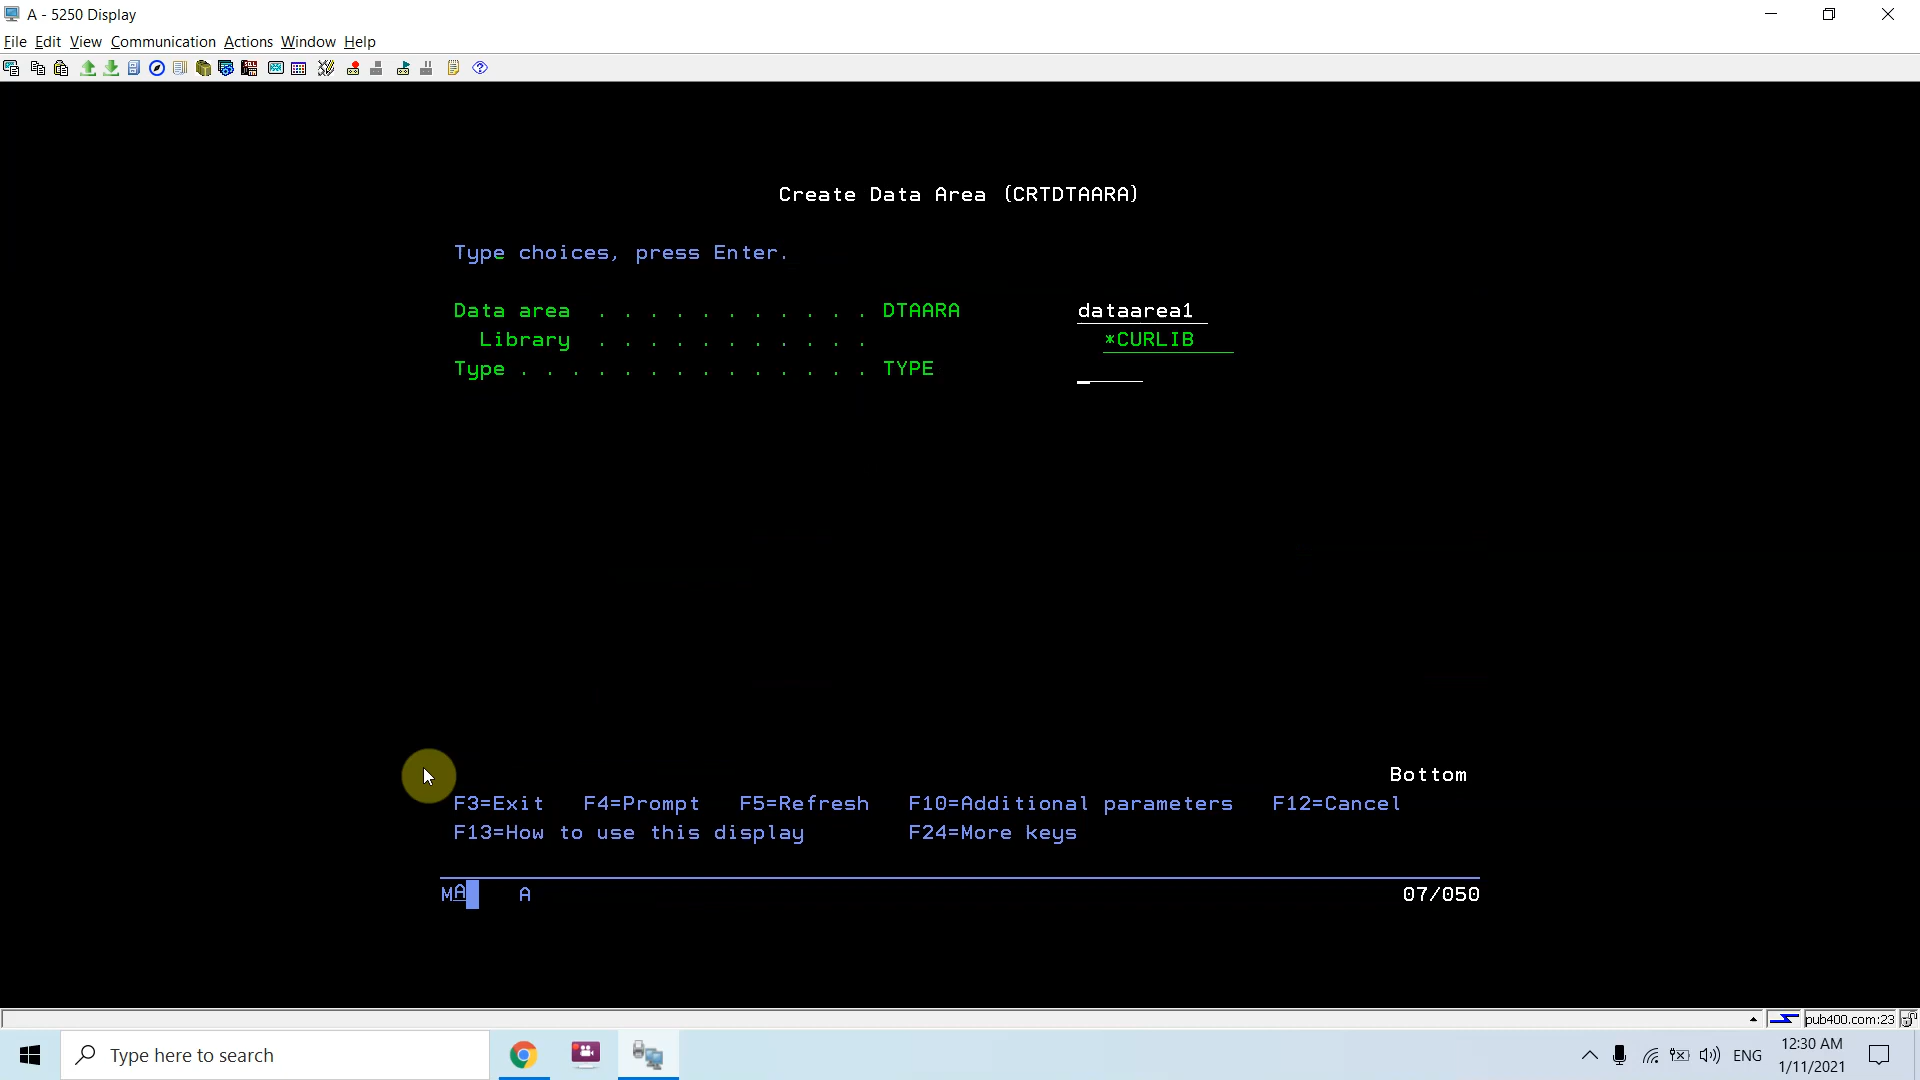 A - 5250 Display
File Edit View Communication Actions Window Help
Create Data Area (CRTDTAARA)
Type choices, press Enter.
Data area . . . . . . . . . . . DTAARA dataarea1
Library . . . . . . . . . . . *CURLIB
Type . . . . . . . . . . . . . . TYPE
Bottom
F3=Exit F4=Prompt F5=Refresh F10=Additional parameters F12=Cancel
F13=How to use this display F24=More keys
MA A 07/050
pub400.com:23
Type here to search
ENG
12:30 AM
1/11/2021